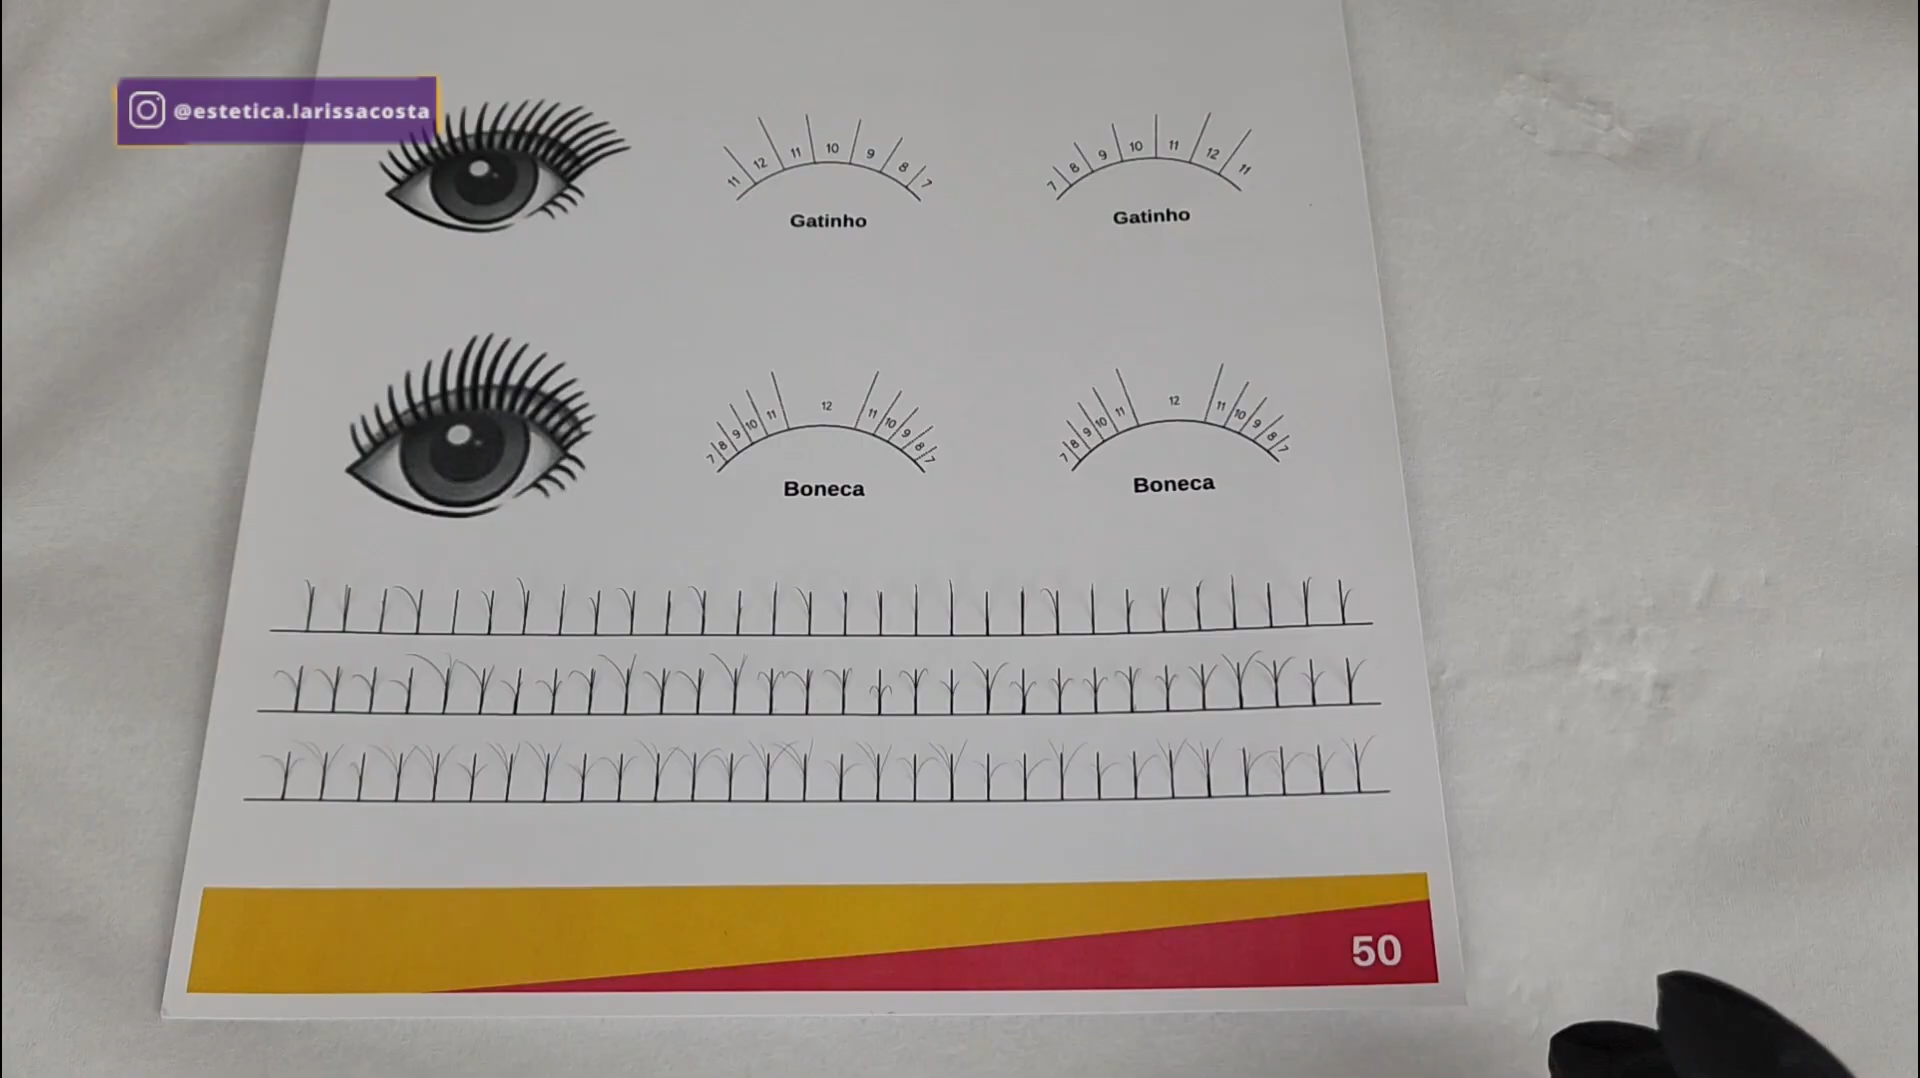 @estetica.larissacosta
11 12 11 10 9 8 7
7 8 9 10 11 12 11
Gatinho
Gatinho
7 8 9 10 11 12 11 10 9 8 7
7 8 9 10 11 12 11 10 9 8 7
Boneca
Boneca
50